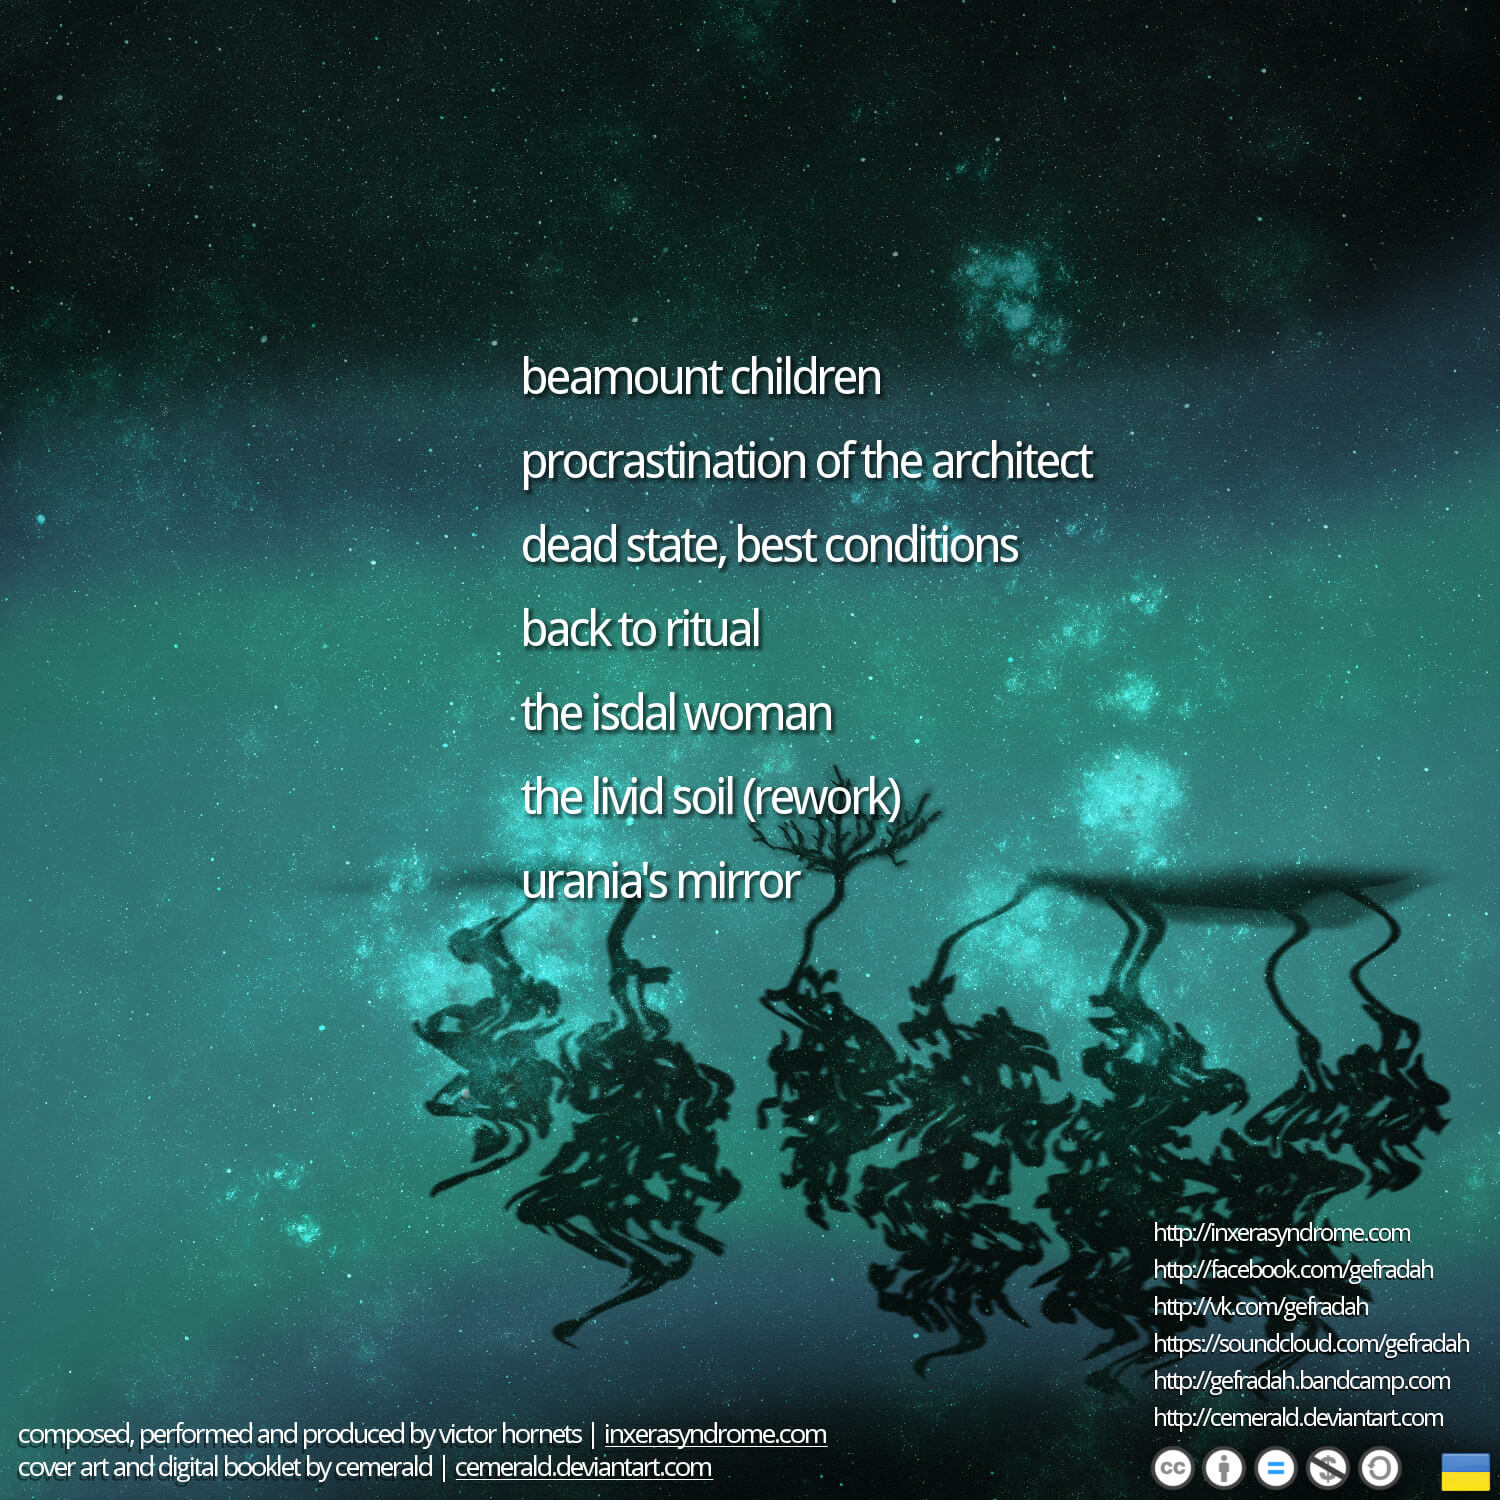 beamount children
procrastination of the architect
dead state, best conditions
back to ritual
the isdal woman
the livid soil (rework)
urania's mirror
http://inxerasyndrome.com
http://facebook.com/gefradah
http://vk.com/gefradah
https://soundcloud.com/gefradah
http://gefradah.bandcamp.com
http://cemerald.deviantart.com
composed, performed and produced by victor hornets | inxerasyndrome.com
cover art and digital booklet by cemerald | cemerald.deviantart.com
cc